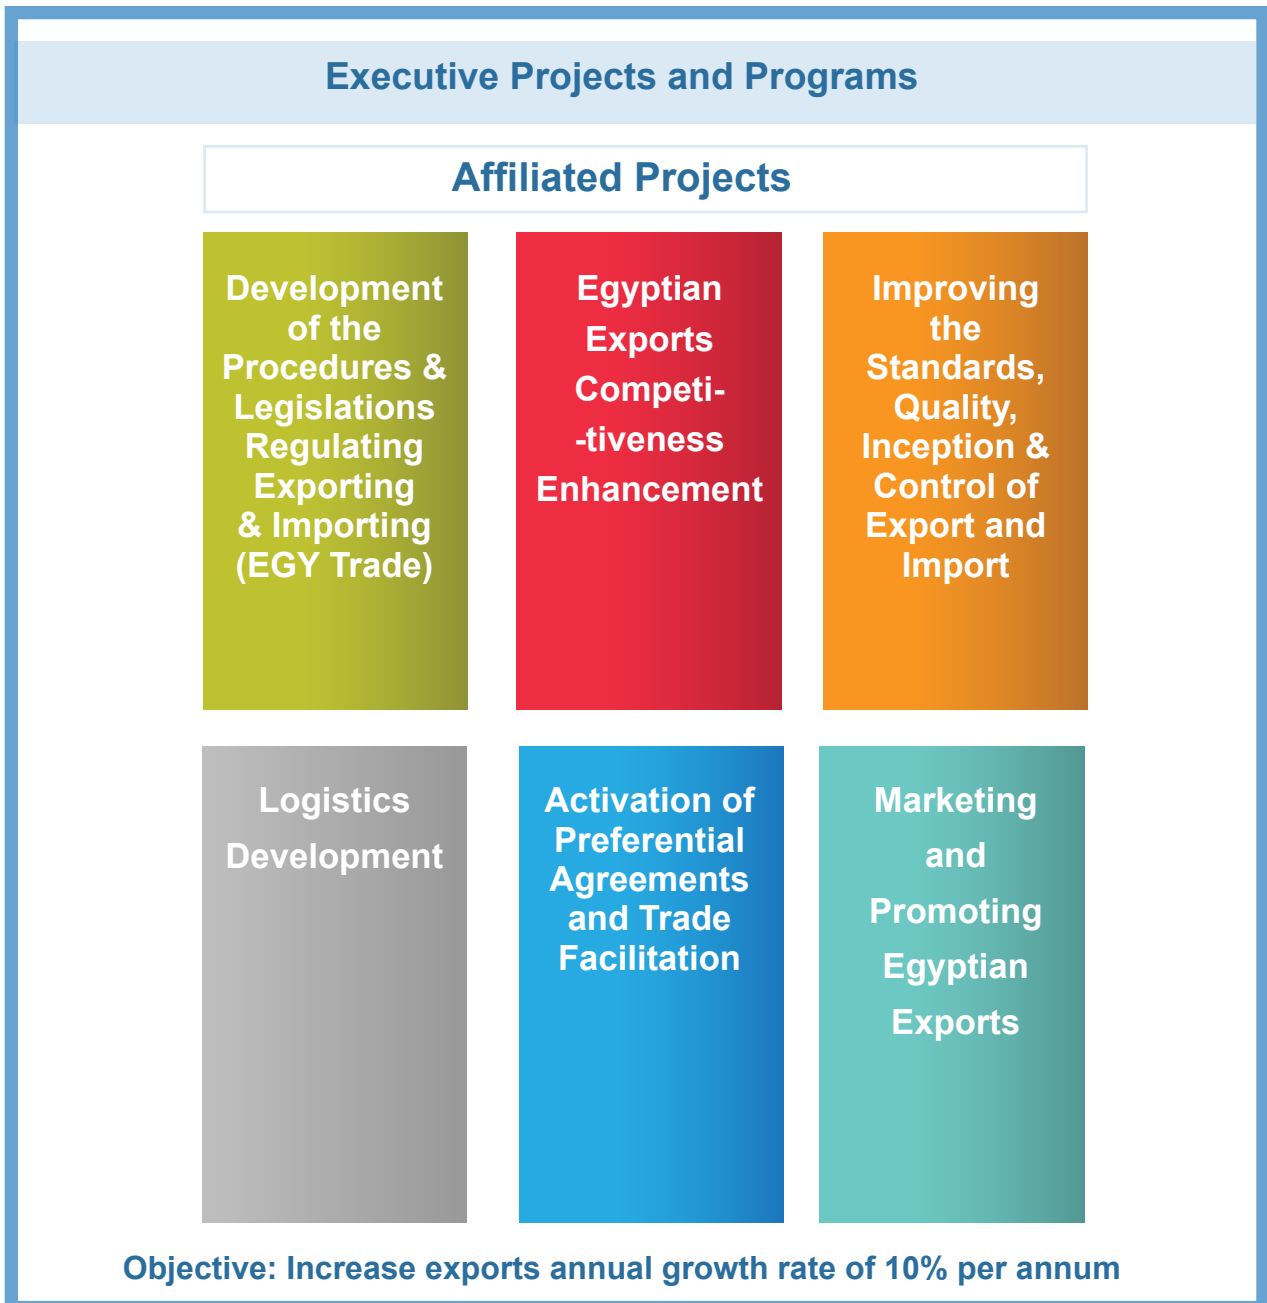 Executive Projects and Programs
Affiliated Projects
Development
of the
Procedures &
Legislations
Regulating
Exporting
& Importing
(EGY Trade)
Egyptian
Exports
Competi-
-tiveness
Enhancement
Improving
the
Standards,
Quality,
Inception &
Control of
Export and
Import
Logistics
Development
Activation of
Preferential
Agreements
and Trade
Facilitation
Marketing
and
Promoting
Egyptian
Exports
Objective: Increase exports annual growth rate of 10% per annum